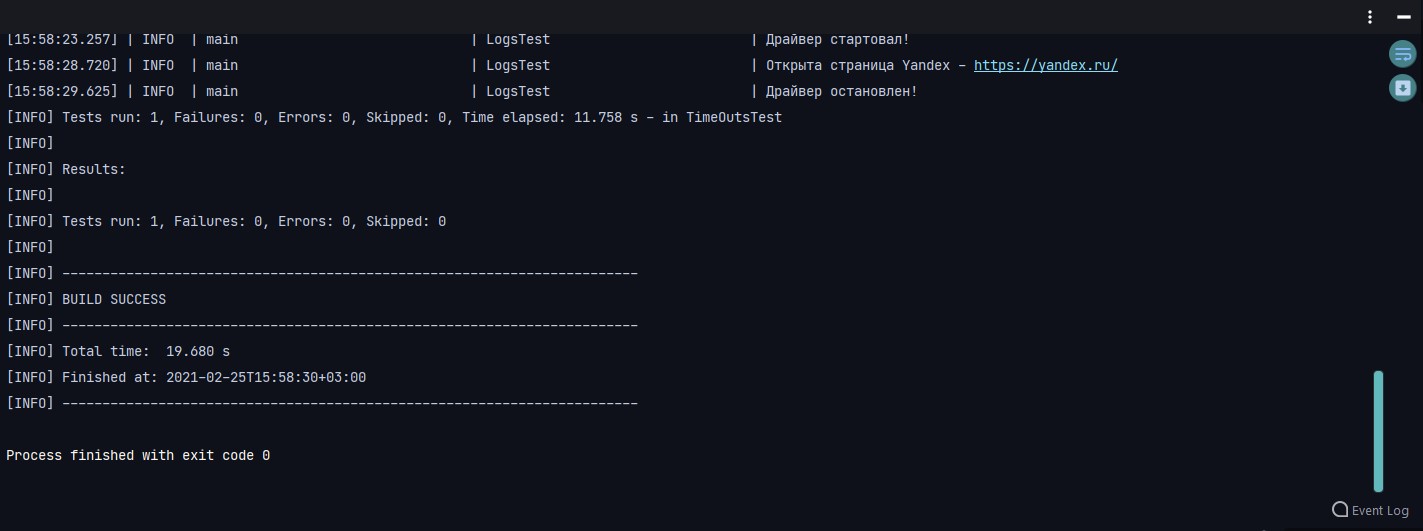 [15:58:23.257] | INFO  | main                             | LogsTest                         | Драйвер стартовал!
[15:58:28.720] | INFO  | main                             | LogsTest                         | Открыта страница Yandex - https://yandex.ru/
[15:58:29.625] | INFO  | main                             | LogsTest                         | Драйвер остановлен!
[INFO] Tests run: 1, Failures: 0, Errors: 0, Skipped: 0, Time elapsed: 11.758 s - in TimeOutsTest
[INFO]
[INFO] Results:
[INFO]
[INFO] Tests run: 1, Failures: 0, Errors: 0, Skipped: 0
[INFO]
[INFO] ------------------------------------------------------------------------
[INFO] BUILD SUCCESS
[INFO] ------------------------------------------------------------------------
[INFO] Total time:  19.680 s
[INFO] Finished at: 2021-02-25T15:58:30+03:00
[INFO] ------------------------------------------------------------------------
Process finished with exit code 0
Event Log